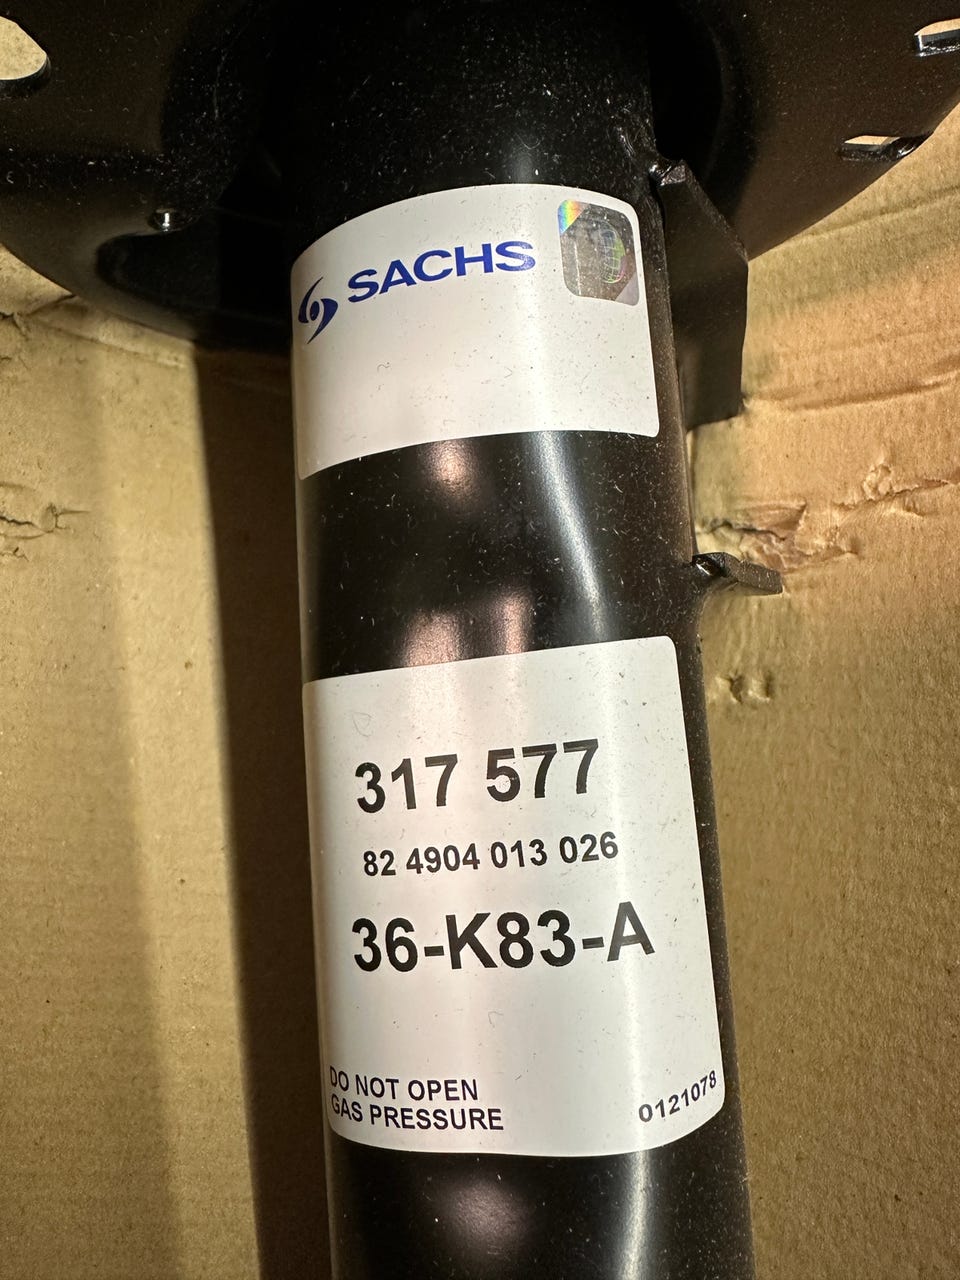 SACHS
317 577
82 4904 013 026
36-K83-A
DO NOT OPEN
GAS PRESSURE
0121078